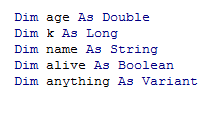 Dim age As Double
Dim k As Long
Dim name As String
Dim alive As Boolean
Dim anything As Variant